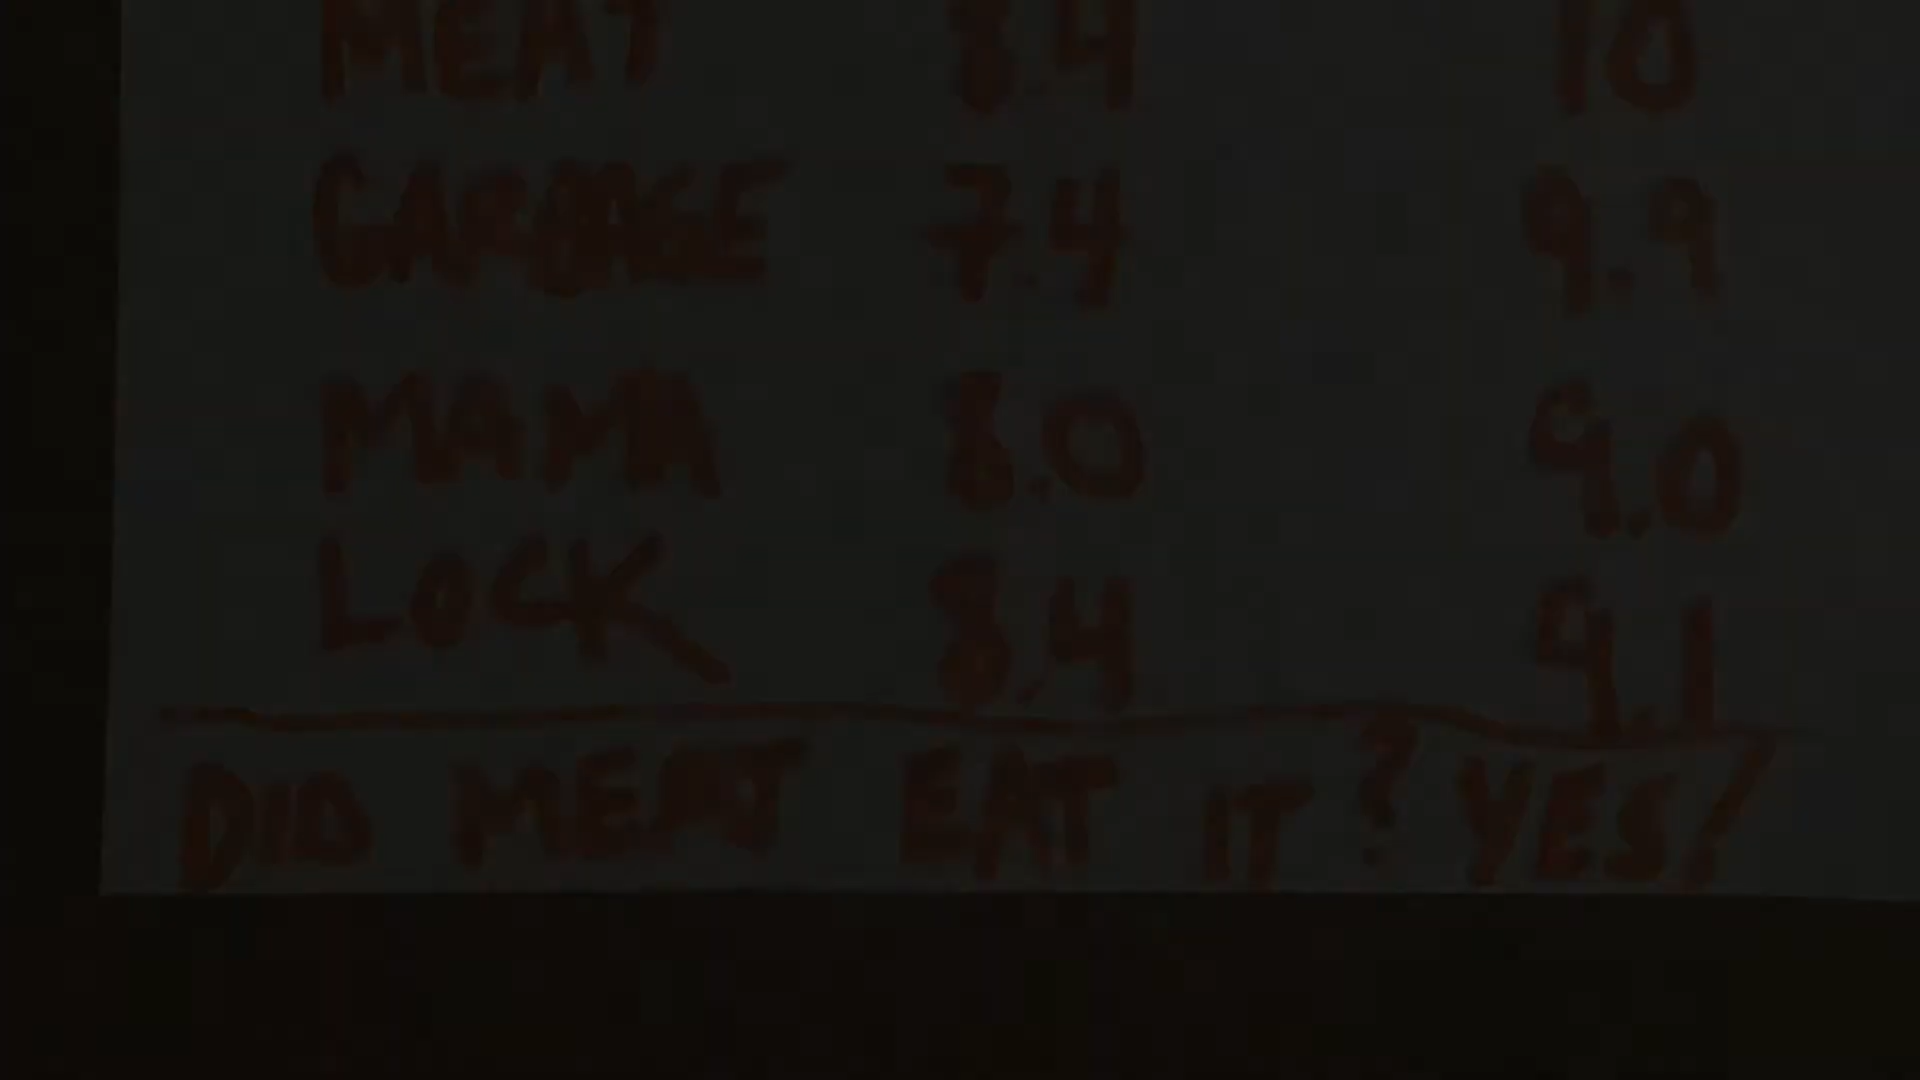 MEAT 8.4 10
GARBAGE 7.4 9.9
MAMA 8.0 9.0
LOCK 8.4 9.1
DID MEAT EAT IT? YES!